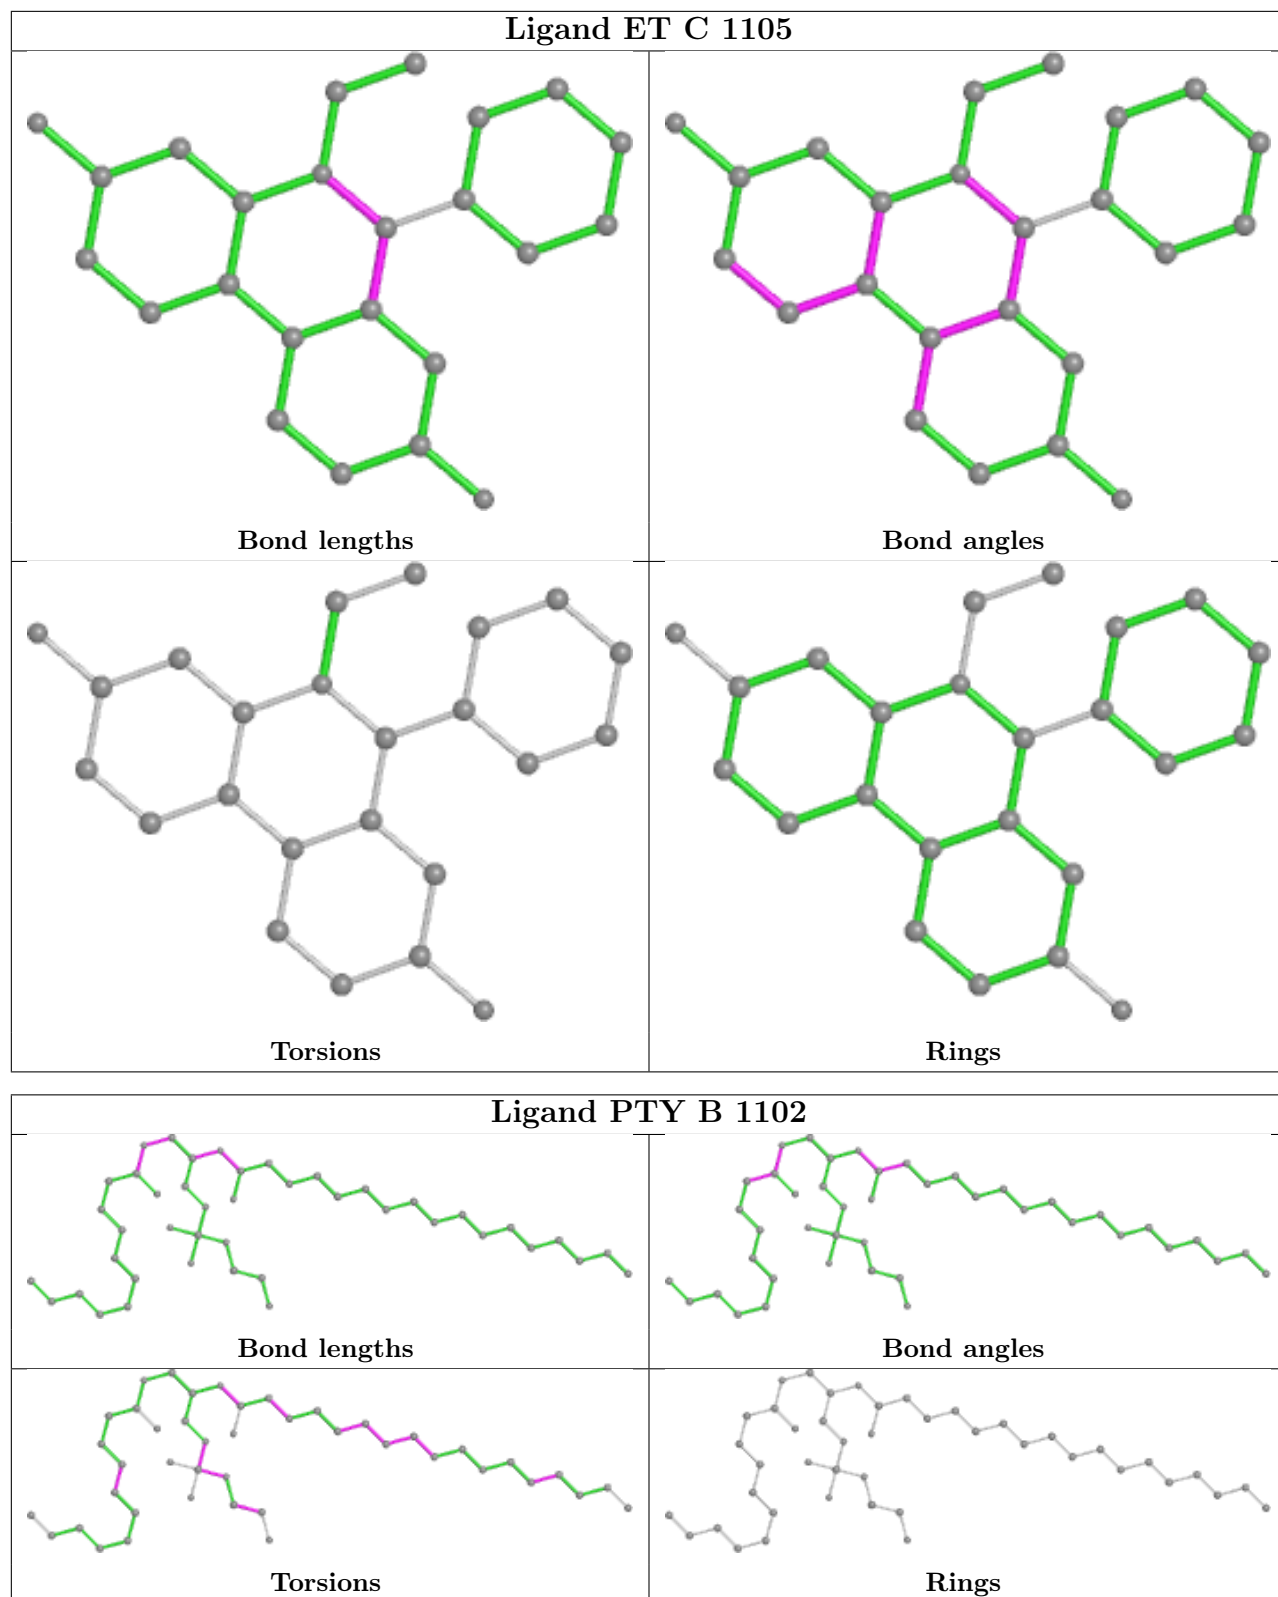 Ligand ET C 1105
Bond lengths
Bond angles
Torsions
Rings
Ligand PTY B 1102
Bond lengths
Bond angles
Torsions
Rings